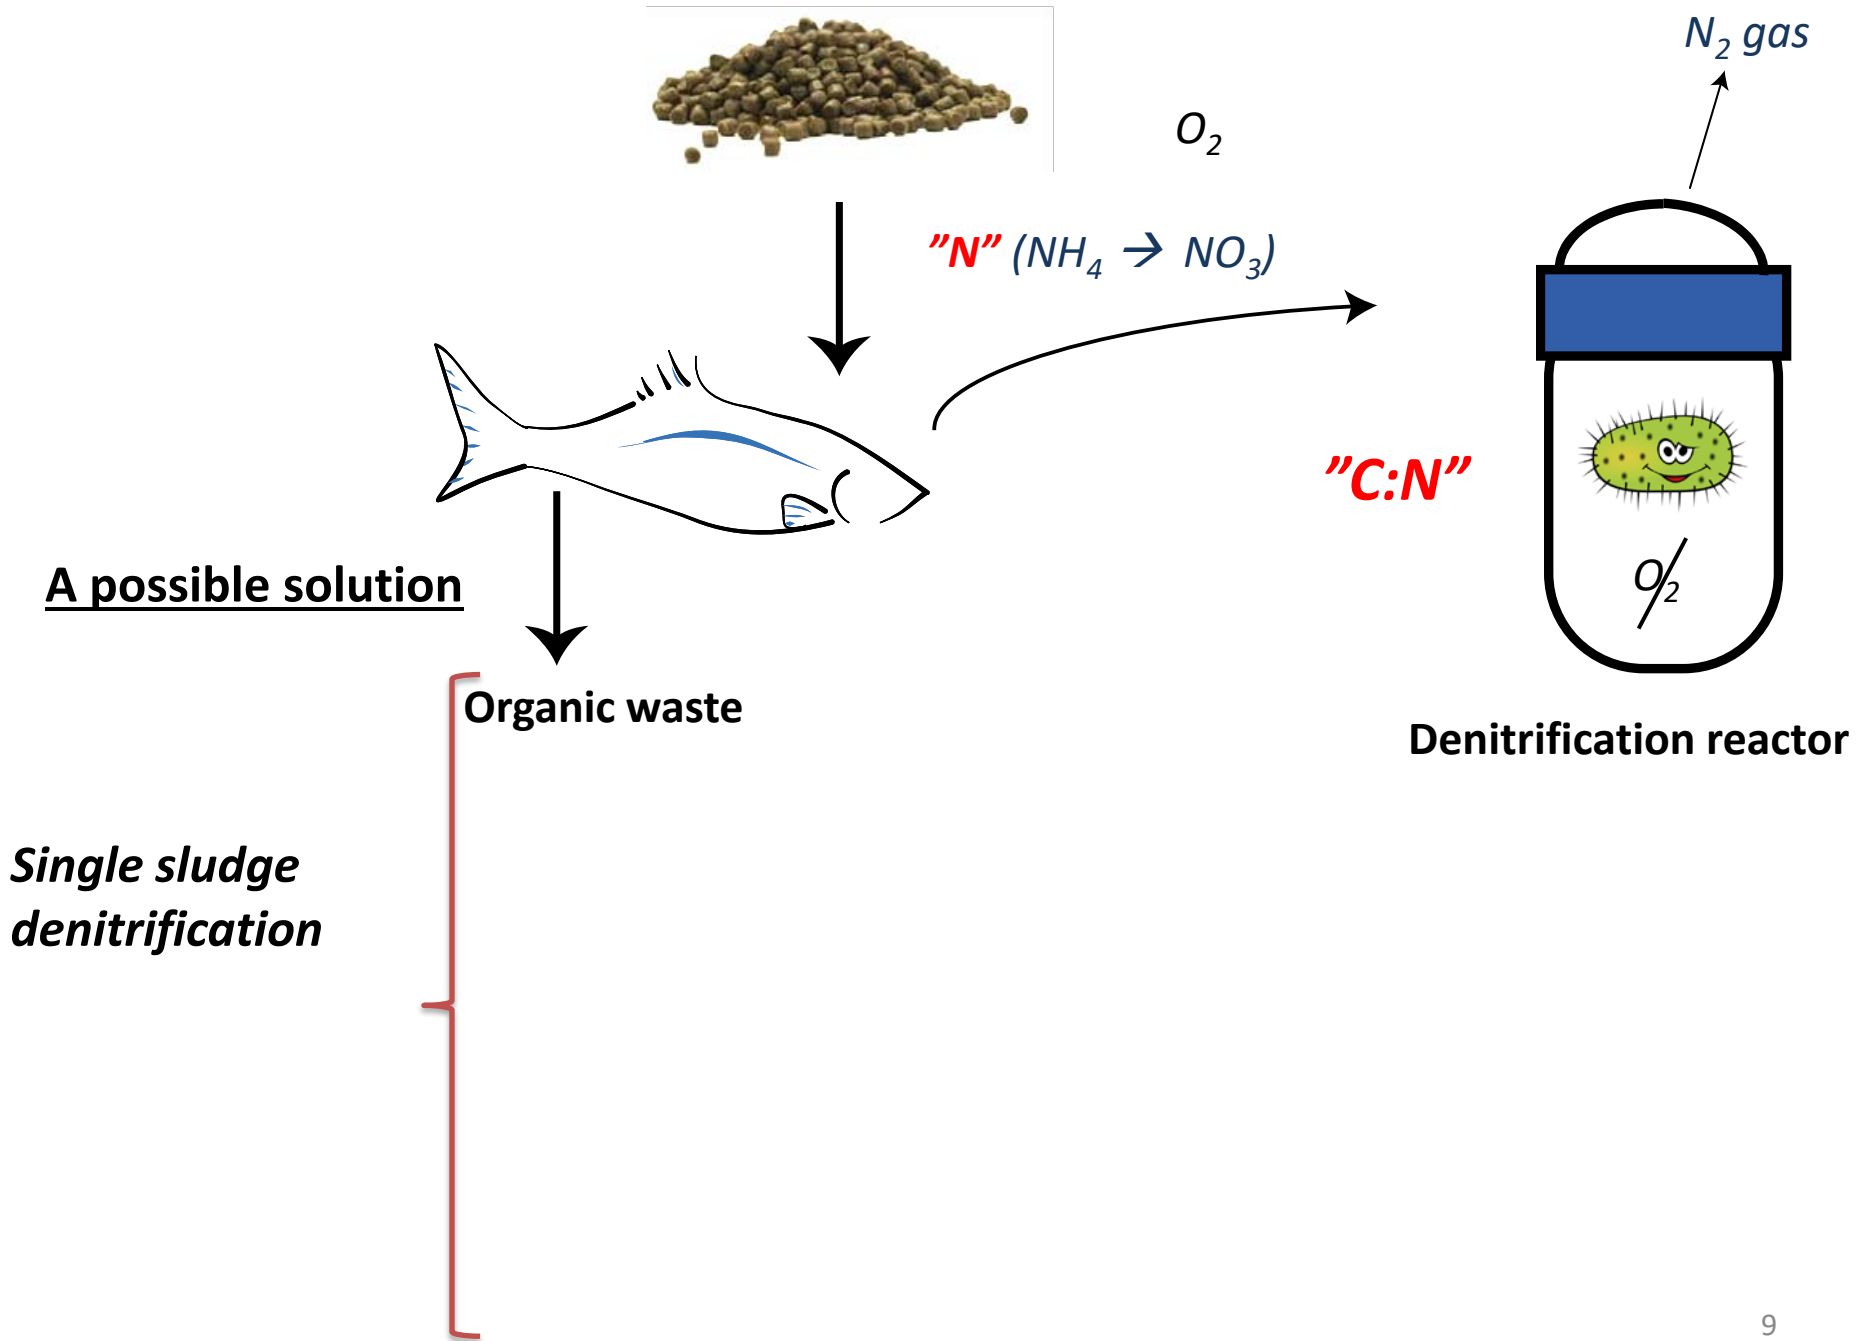 N₂ gas
O₂
”N” (NH₄ → NO₃)
”C:N”
O₂
A possible solution
Organic waste
Denitrification reactor
Single sludge
denitrification
9